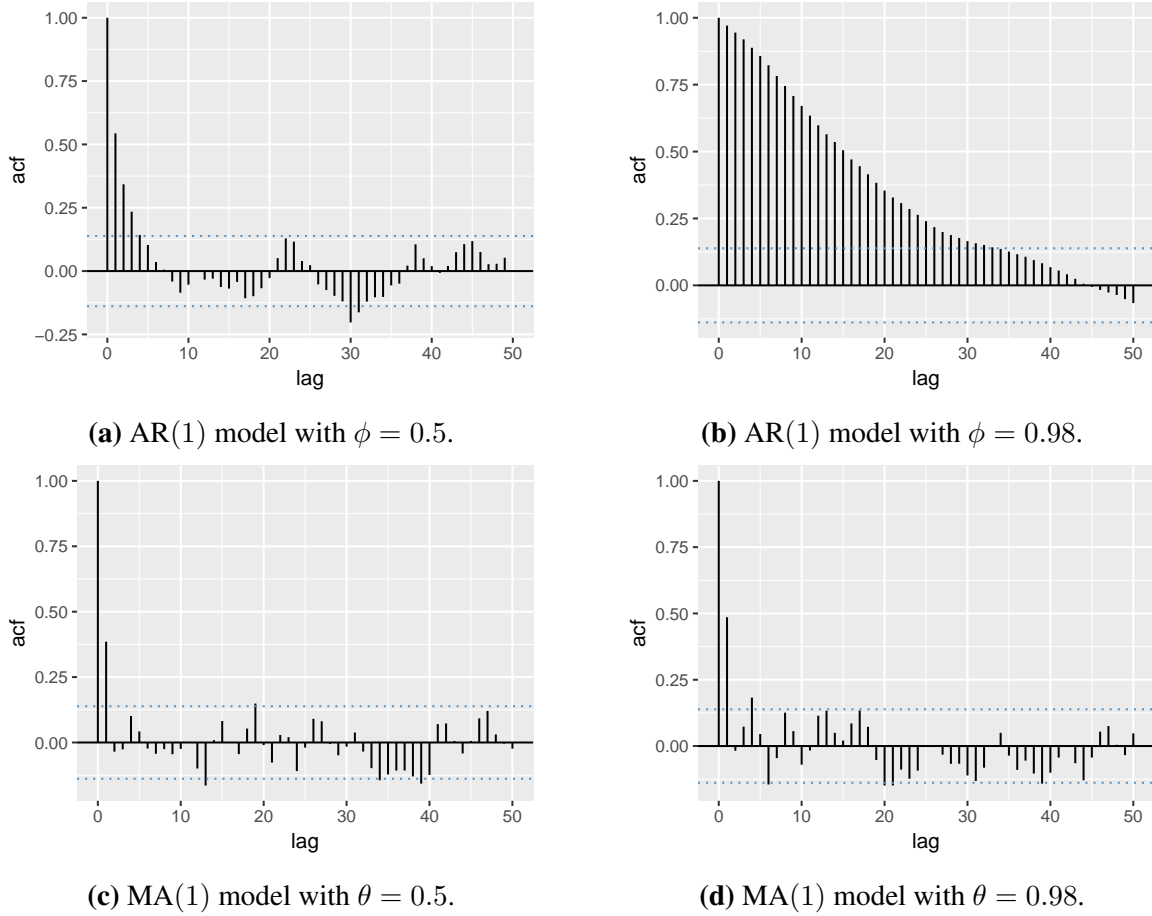 1.00
0.75
0.50
0.25
0.00
−0.25
acf
0 10 20 30 40 50
lag
1.00
0.75
0.50
0.25
0.00
acf
0 10 20 30 40 50
lag
(a) AR(1) model with ϕ = 0.5.
(b) AR(1) model with ϕ = 0.98.
1.00
0.75
0.50
0.25
0.00
acf
0 10 20 30 40 50
lag
1.00
0.75
0.50
0.25
0.00
acf
0 10 20 30 40 50
lag
(c) MA(1) model with θ = 0.5.
(d) MA(1) model with θ = 0.98.